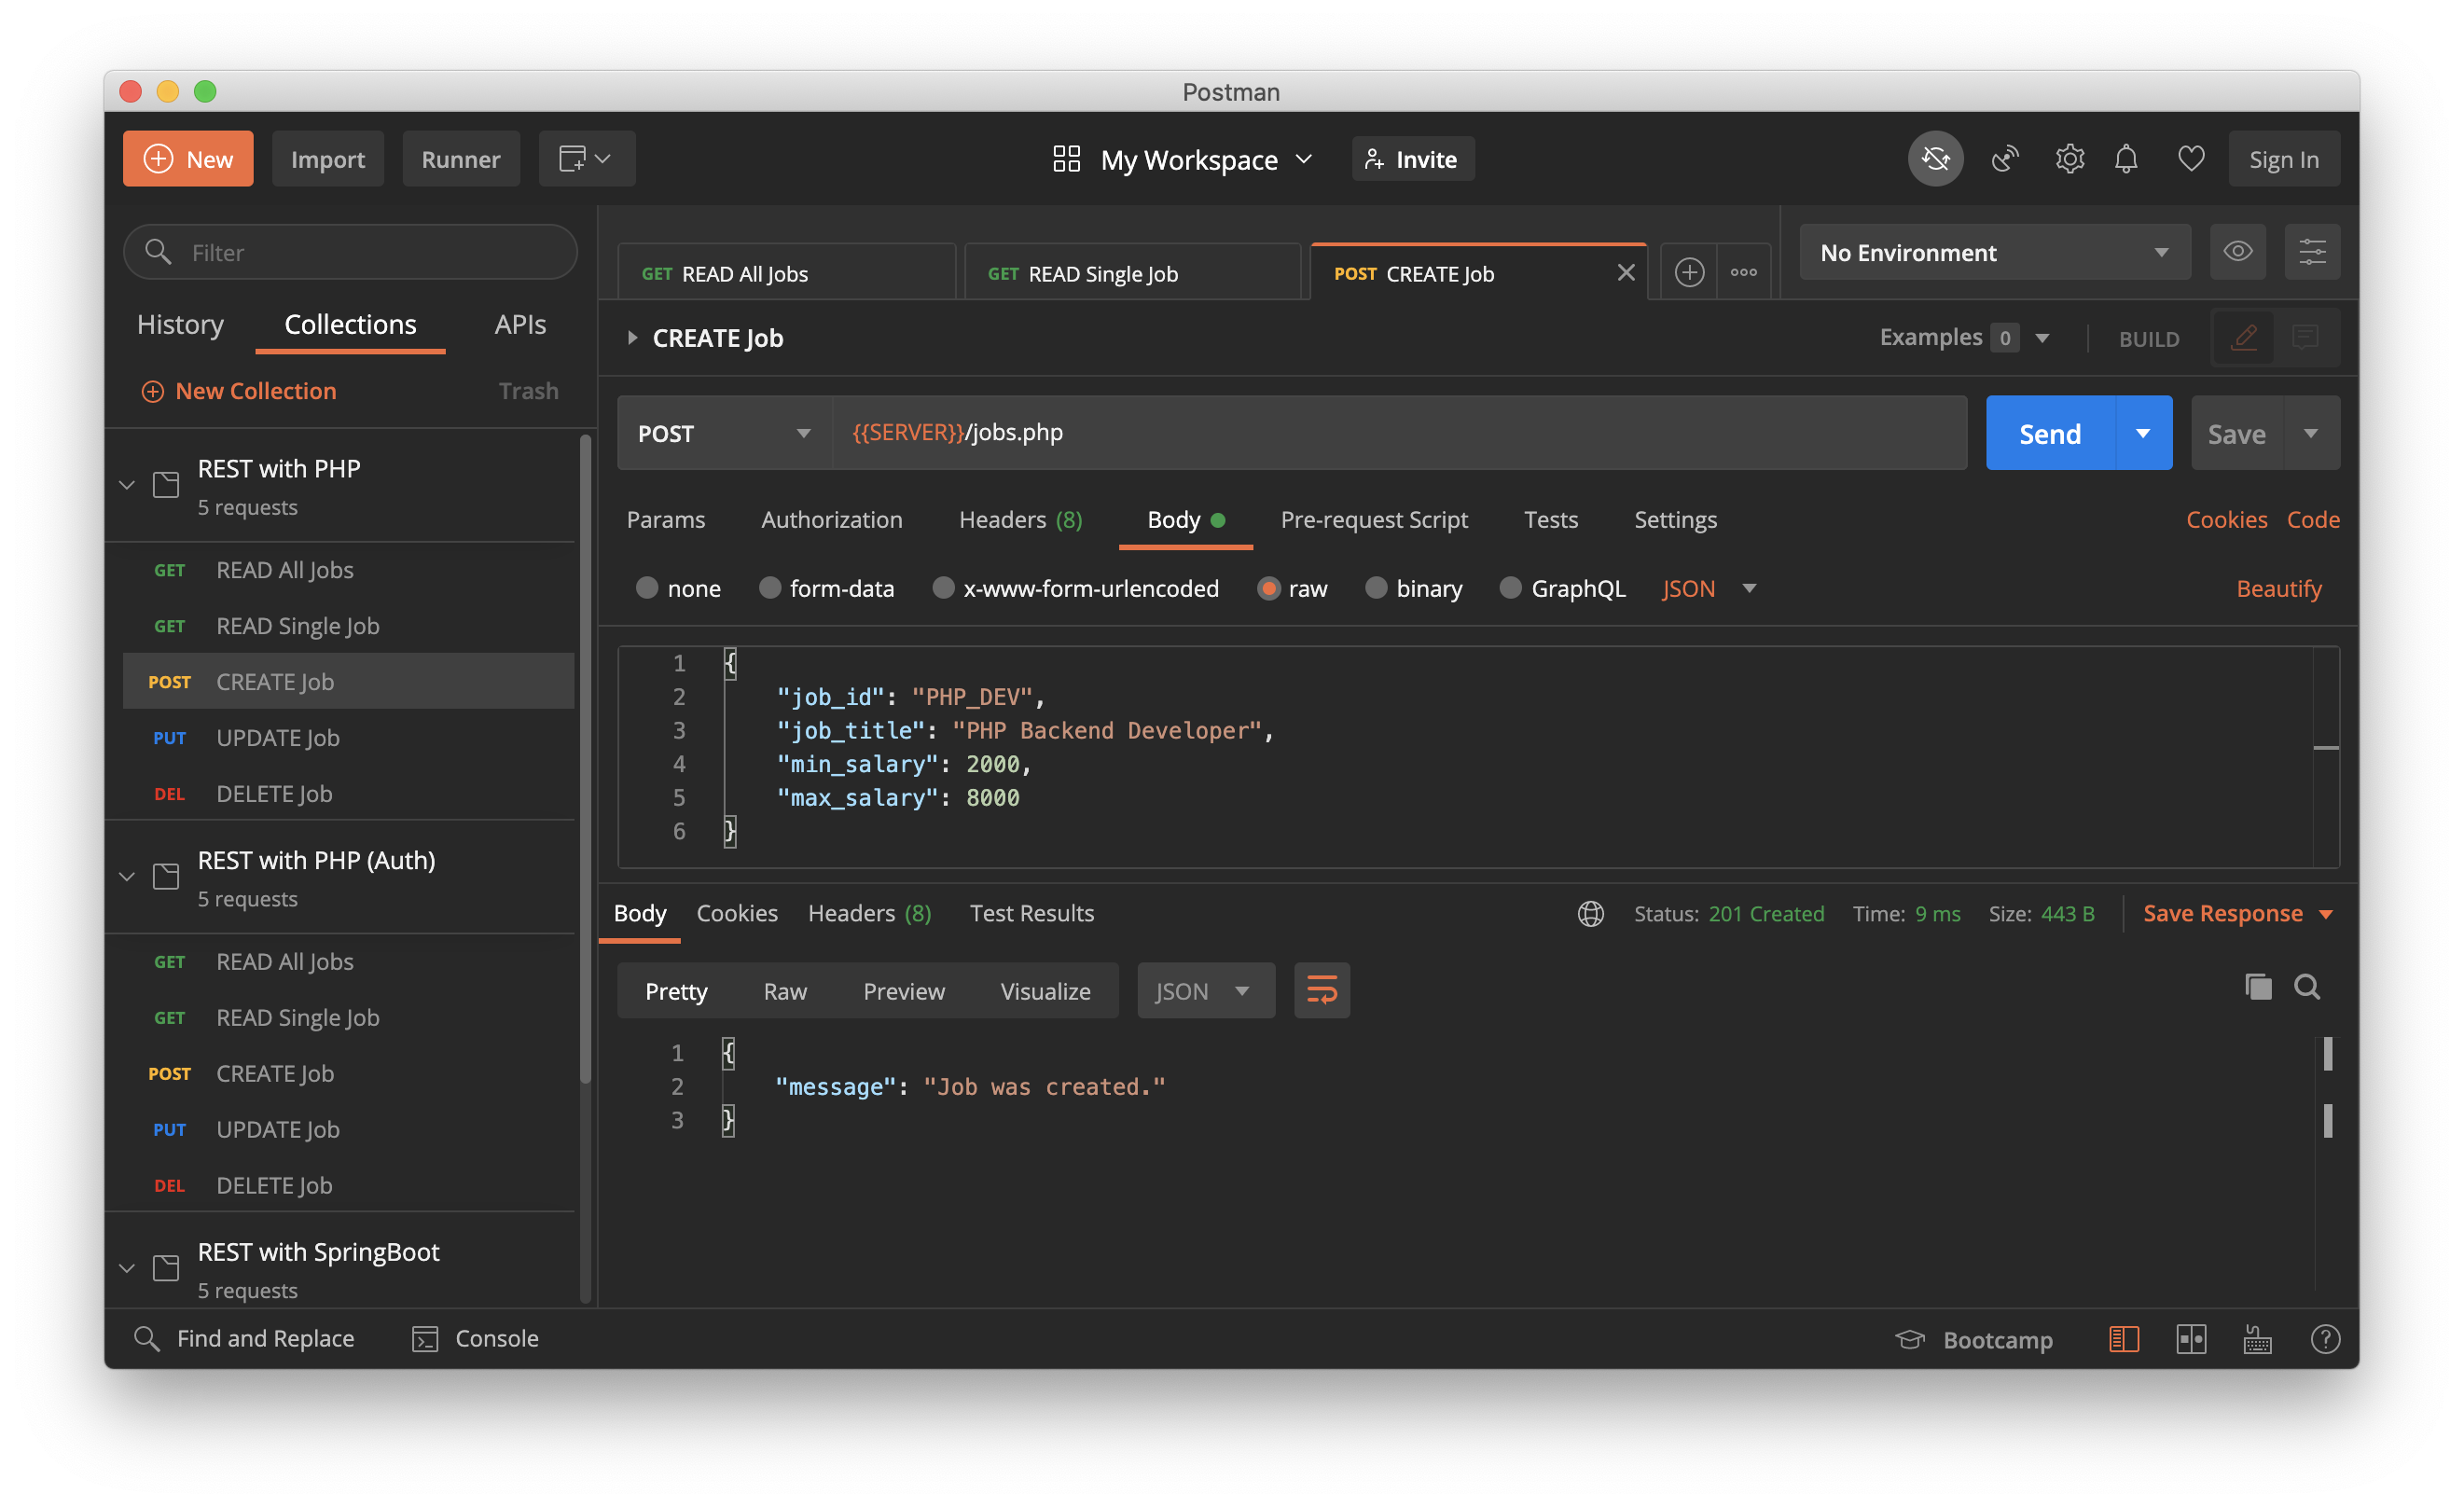 Postman
New Import Runner My Workspace Invite Sign In
Filter
History Collections APIs
New Collection Trash
REST with PHP
5 requests
GET READ All Jobs
GET READ Single Job
POST CREATE Job
PUT UPDATE Job
DEL DELETE Job
REST with PHP (Auth)
5 requests
GET READ All Jobs
GET READ Single Job
POST CREATE Job
PUT UPDATE Job
DEL DELETE Job
REST with SpringBoot
5 requests
GET READ All Jobs GET READ Single Job POST CREATE Job No Environment
CREATE Job Examples 0 BUILD
POST {{SERVER}}/jobs.php Send Save
Params Authorization Headers (8) Body Pre-request Script Tests Settings Cookies Code
none form-data x-www-form-urlencoded raw binary GraphQL JSON Beautify
1 {
2 "job_id": "PHP_DEV",
3 "job_title": "PHP Backend Developer",
4 "min_salary": 2000,
5 "max_salary": 8000
6 }
Body Cookies Headers (8) Test Results Status: 201 Created Time: 9 ms Size: 443 B Save Response
Pretty Raw Preview Visualize JSON
1 {
2 "message": "Job was created."
3 }
Find and Replace Console Bootcamp